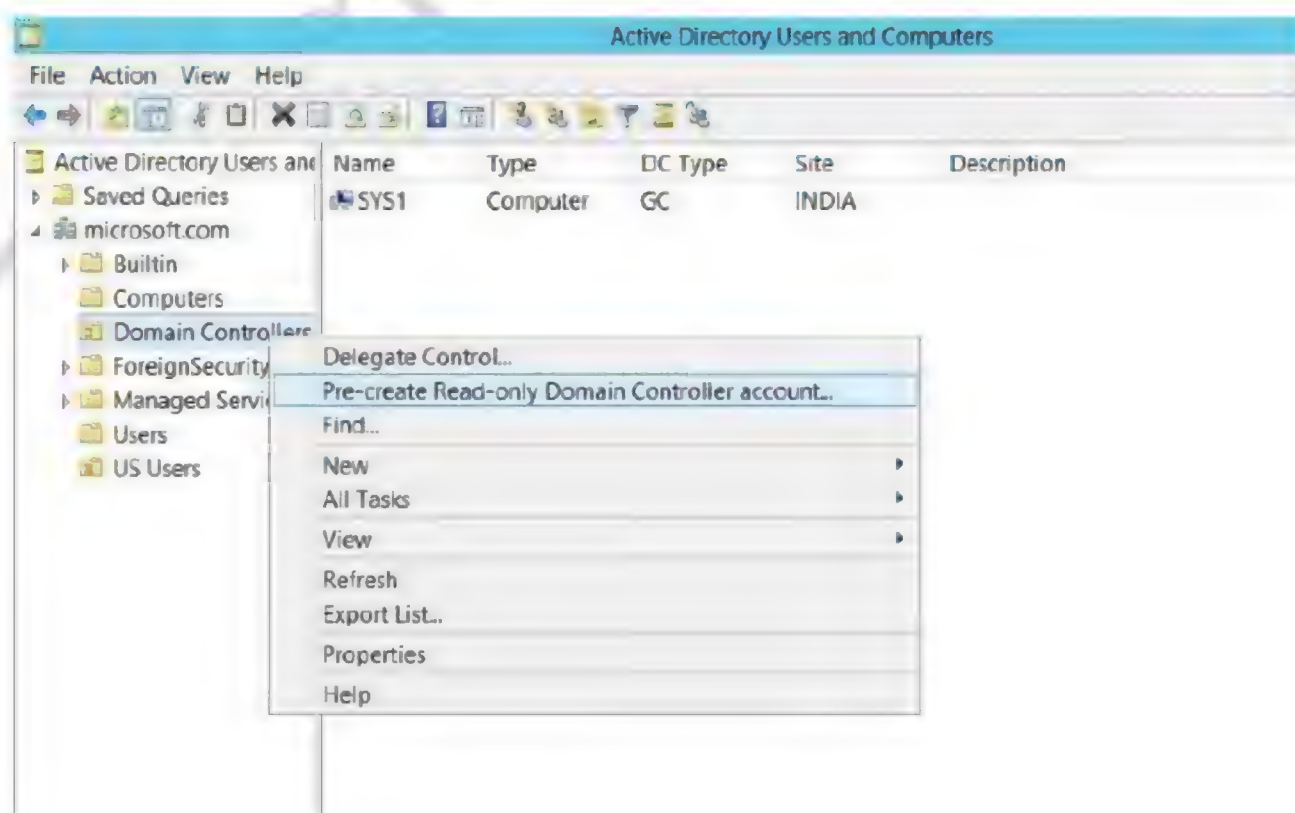 Active Directory Users and Computers
File Action View Help
Active Directory Users and
Name Type DC Type Site Description
Saved Queries
SYS1 Computer GC INDIA
microsoft.com
Builtin
Computers
Domain Controllers
ForeignSecurity
Managed Servi
Users
US Users
Delegate Control...
Pre-create Read-only Domain Controller account...
Find...
New
All Tasks
View
Refresh
Export List...
Properties
Help